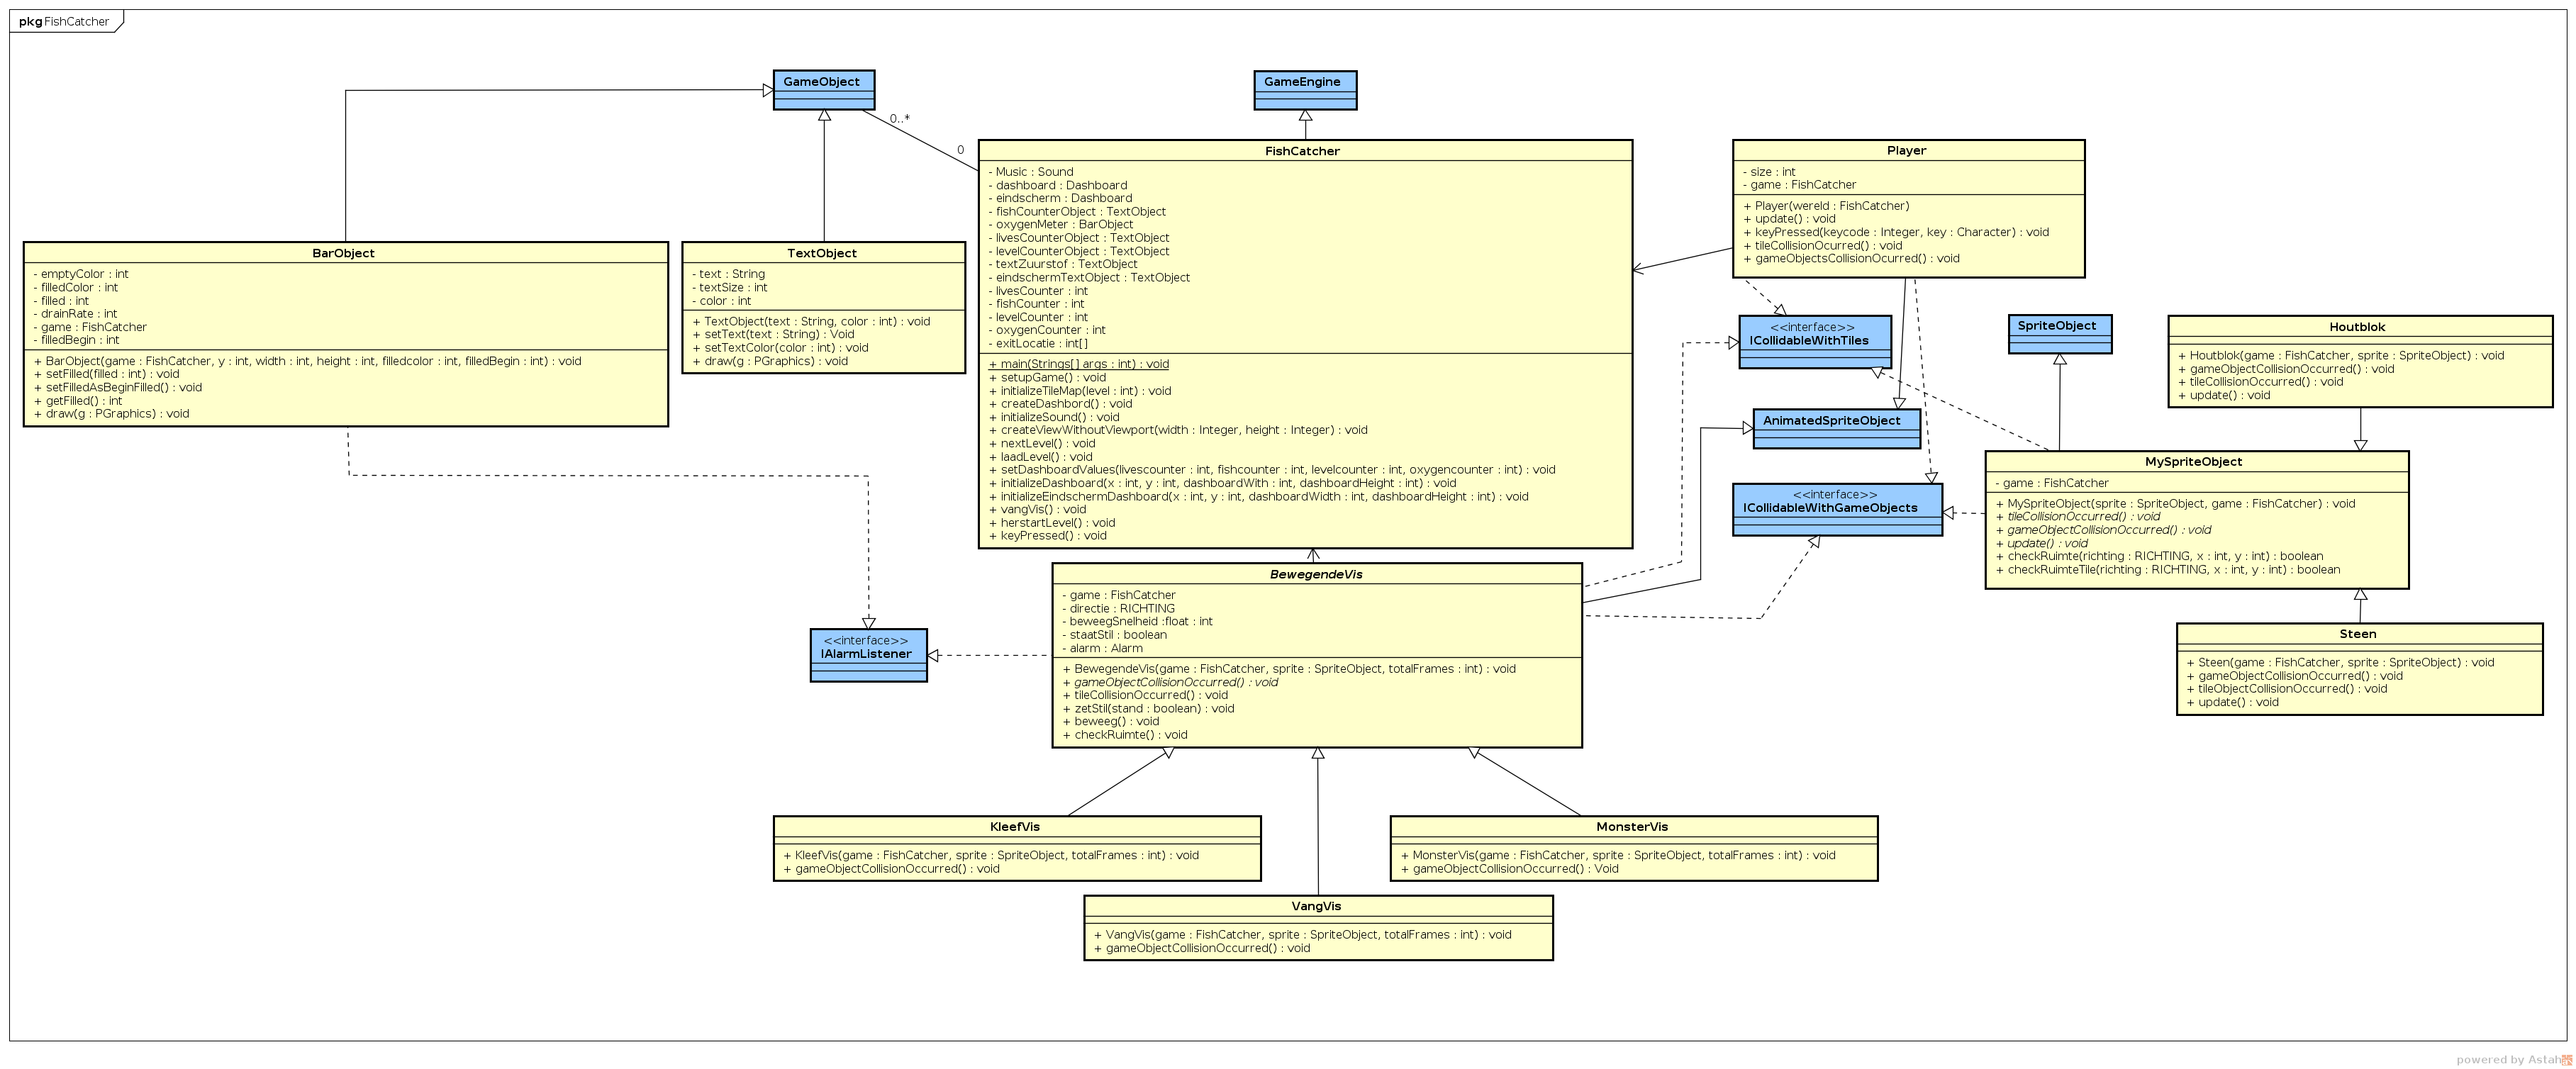 pkg FishCatcher
GameObject
GameEngine
0..*
0
FishCatcher
- Music : Sound
- dashboard : Dashboard
- eindscherm : Dashboard
- fishCounterObject : TextObject
- oxygenMeter : BarObject
- livesCounterObject : TextObject
- levelCounterObject : TextObject
- textZuurstof : TextObject
- eindschermTextObject : TextObject
- livesCounter : int
- fishCounter : int
- levelCounter : int
- oxygenCounter : int
- exitLocatie : int[]
+ main(Strings[] args : int) : void
+ setupGame() : void
+ initializeTileMap(level : int) : void
+ createDashbord() : void
+ initializeSound() : void
+ createViewWithoutViewport(width : Integer, height : Integer) : void
+ nextLevel() : void
+ laadLevel() : void
+ setDashboardValues(livescounter : int, fishcounter : int, levelcounter : int, oxygencounter : int) : void
+ initializeDashboard(x : int, y : int, dashboardWith : int, dashboardHeight : int) : void
+ initializeEindschermDashboard(x : int, y : int, dashboardWidth : int, dashboardHeight : int) : void
+ vangVis() : void
+ herstartLevel() : void
+ keyPressed() : void
Player
- size : int
- game : FishCatcher
+ Player(wereld : FishCatcher)
+ update() : void
+ keyPressed(keycode : Integer, key : Character) : void
+ tileCollisionOcurred() : void
+ gameObjectsCollisionOcurred() : void
BarObject
- emptyColor : int
- filledColor : int
- filled : int
- drainRate : int
- game : FishCatcher
- filledBegin : int
+ BarObject(game : FishCatcher, y : int, width : int, height : int, filledcolor : int, filledBegin : int) : void
+ setFilled(filled : int) : void
+ setFilledAsBeginFilled() : void
+ getFilled() : int
+ draw(g : PGraphics) : void
TextObject
- text : String
- textSize : int
- color : int
+ TextObject(text : String, color : int) : void
+ setText(text : String) : Void
+ setTextColor(color : int) : void
+ draw(g : PGraphics) : void
<<interface>>
ICollidableWithTiles
SpriteObject
Houtblok
+ Houtblok(game : FishCatcher, sprite : SpriteObject) : void
+ gameObjectCollisionOccurred() : void
+ tileCollisionOccurred() : void
+ update() : void
AnimatedSpriteObject
<<interface>>
ICollidableWithGameObjects
MySpriteObject
- game : FishCatcher
+ MySpriteObject(sprite : SpriteObject, game : FishCatcher) : void
+ tileCollisionOccurred() : void
+ gameObjectCollisionOccurred() : void
+ update() : void
+ checkRuimte(richting : RICHTING, x : int, y : int) : boolean
+ checkRuimteTile(richting : RICHTING, x : int, y : int) : boolean
BewegendeVis
- game : FishCatcher
- directie : RICHTING
- beweegSnelheid :float : int
- staatStil : boolean
- alarm : Alarm
+ BewegendeVis(game : FishCatcher, sprite : SpriteObject, totalFrames : int) : void
+ gameObjectCollisionOccurred() : void
+ tileCollisionOccurred() : void
+ zetStil(stand : boolean) : void
+ beweeg() : void
+ checkRuimte() : void
<<interface>>
IAlarmListener
Steen
+ Steen(game : FishCatcher, sprite : SpriteObject) : void
+ gameObjectCollisionOccurred() : void
+ tileObjectCollisionOccurred() : void
+ update() : void
KleefVis
+ KleefVis(game : FishCatcher, sprite : SpriteObject, totalFrames : int) : void
+ gameObjectCollisionOccurred() : void
MonsterVis
+ MonsterVis(game : FishCatcher, sprite : SpriteObject, totalFrames : int) : void
+ gameObjectCollisionOccurred() : Void
VangVis
+ VangVis(game : FishCatcher, sprite : SpriteObject, totalFrames : int) : void
+ gameObjectCollisionOccurred() : void
powered by Astah